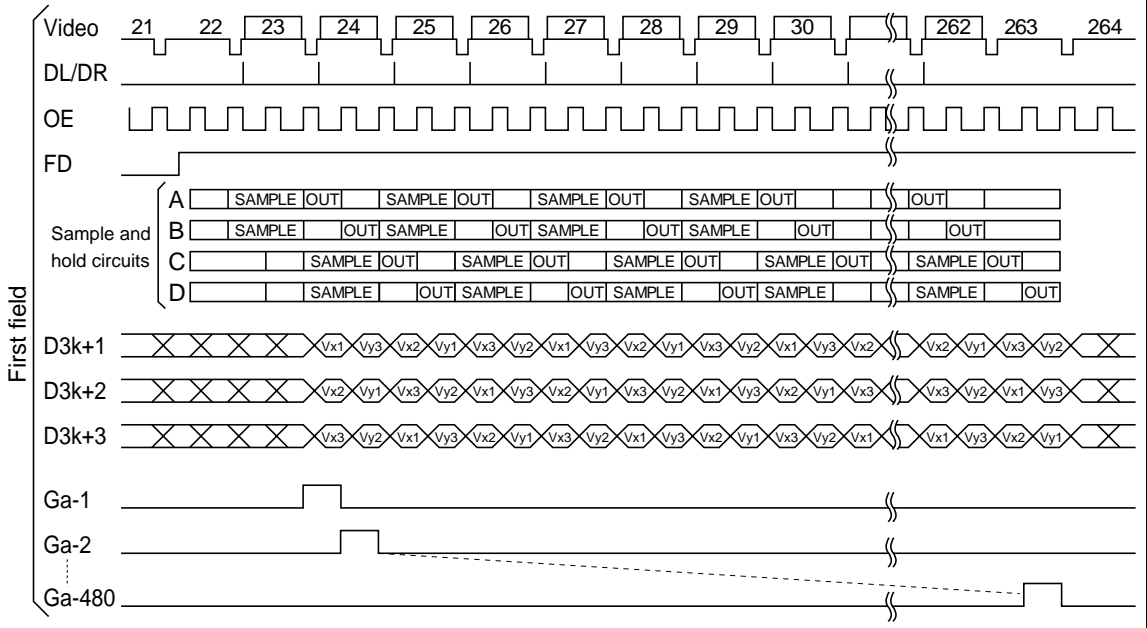 First field
Video 21 22 23 24 25 26 27 28 29 30 262 263 264
DL/DR
OE
FD
Sample and
hold circuits
A SAMPLE OUT SAMPLE OUT SAMPLE OUT SAMPLE OUT OUT
B SAMPLE OUT SAMPLE OUT SAMPLE OUT SAMPLE OUT OUT
C SAMPLE OUT SAMPLE OUT SAMPLE OUT SAMPLE OUT SAMPLE OUT
D SAMPLE OUT SAMPLE OUT SAMPLE OUT SAMPLE OUT SAMPLE OUT
D3k+1 Vx1 Vy3 Vx2 Vy1 Vx3 Vy2 Vx1 Vy3 Vx2 Vy1 Vx3 Vy2 Vx1 Vy3 Vx2 Vx2 Vy1 Vx3 Vy2
D3k+2 Vx2 Vy1 Vx3 Vy2 Vx1 Vy3 Vx2 Vy1 Vx3 Vy2 Vx1 Vy3 Vx2 Vy1 Vx3 Vx3 Vy2 Vx1 Vy3
D3k+3 Vx3 Vy2 Vx1 Vy3 Vx2 Vy1 Vx3 Vy2 Vx1 Vy3 Vx2 Vy1 Vx3 Vy2 Vx1 Vx1 Vy3 Vx2 Vy1
Ga-1
Ga-2
Ga-480